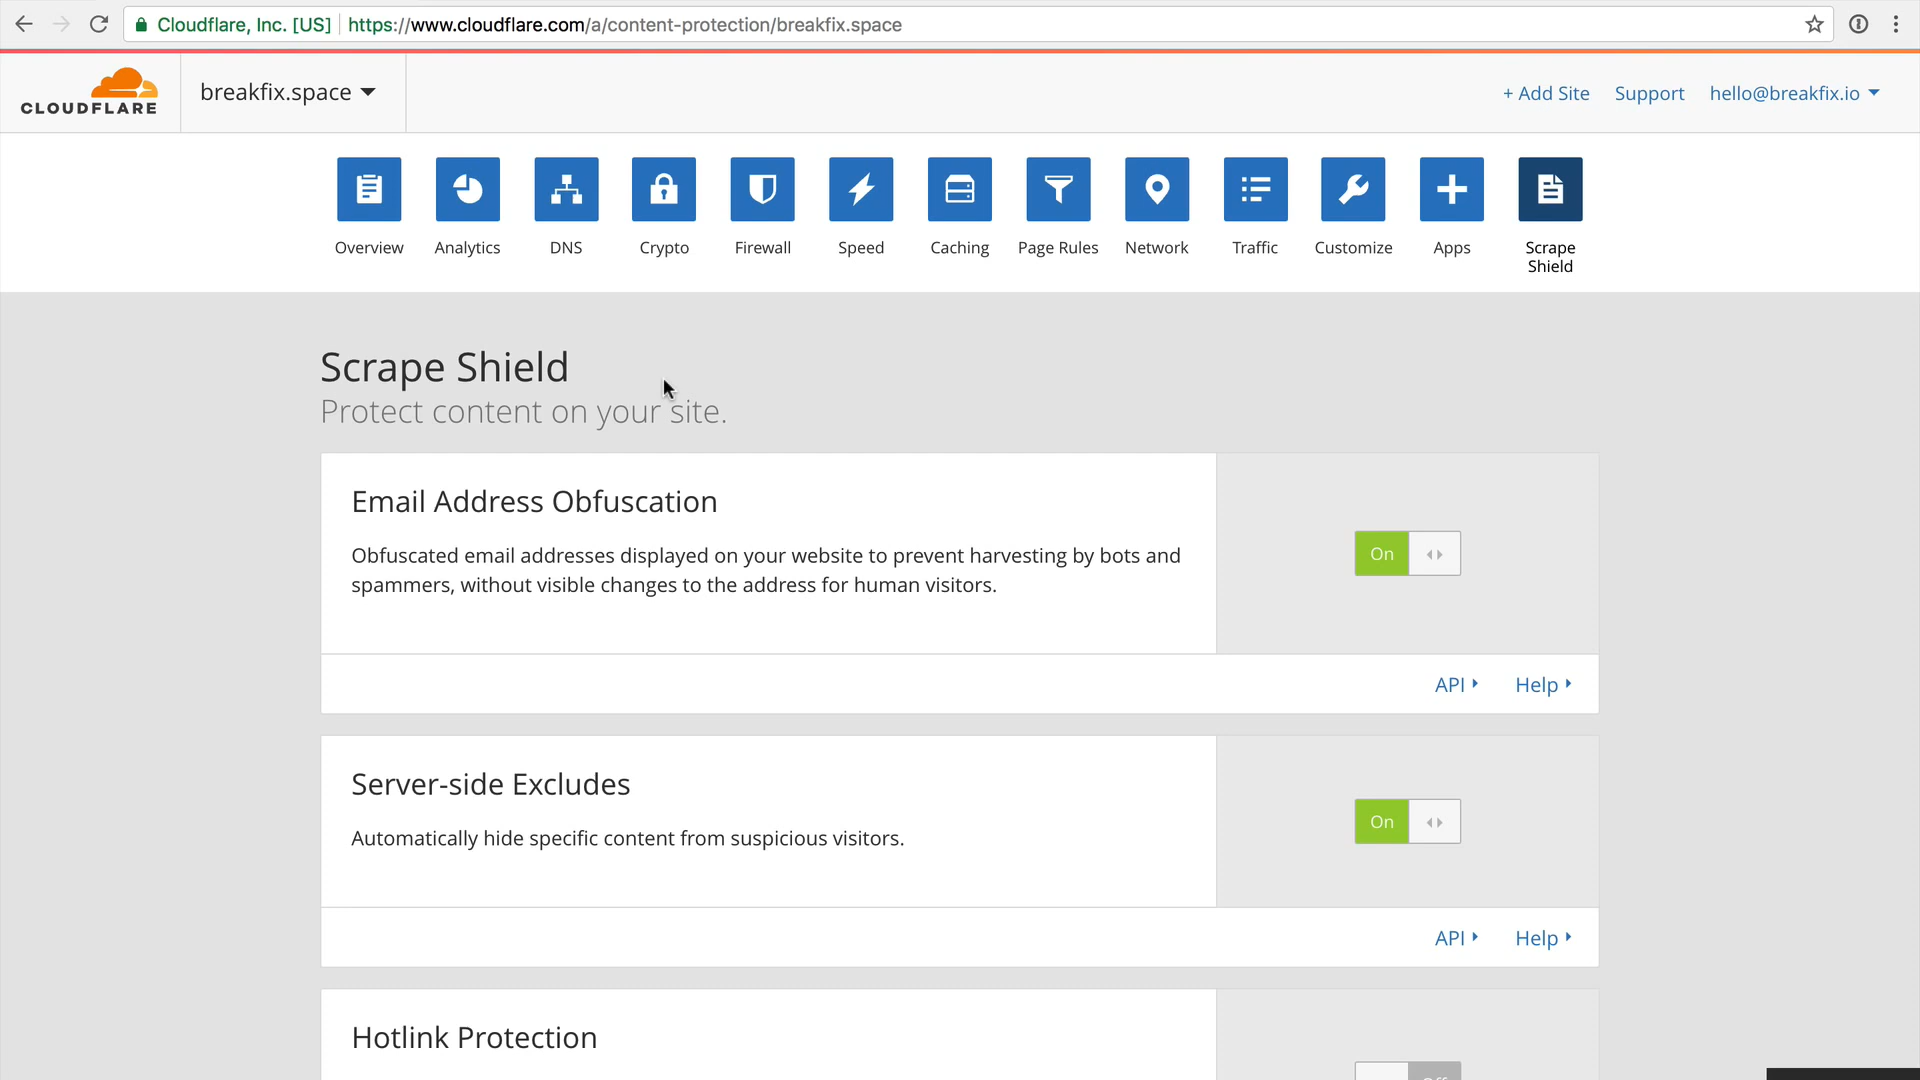 Cloudflare, Inc. [US] https://www.cloudflare.com/a/content-protection/breakfix.space
CLOUDFLARE
breakfix.space
+ Add Site
Support
hello@breakfix.io
Overview
Analytics
DNS
Crypto
Firewall
Speed
Caching
Page Rules
Network
Traffic
Customize
Apps
Scrape
Shield
Scrape Shield
Protect content on your site.
Email Address Obfuscation
Obfuscated email addresses displayed on your website to prevent harvesting by bots and
spammers, without visible changes to the address for human visitors.
On
API
Help
Server-side Excludes
Automatically hide specific content from suspicious visitors.
On
API
Help
Hotlink Protection
Off